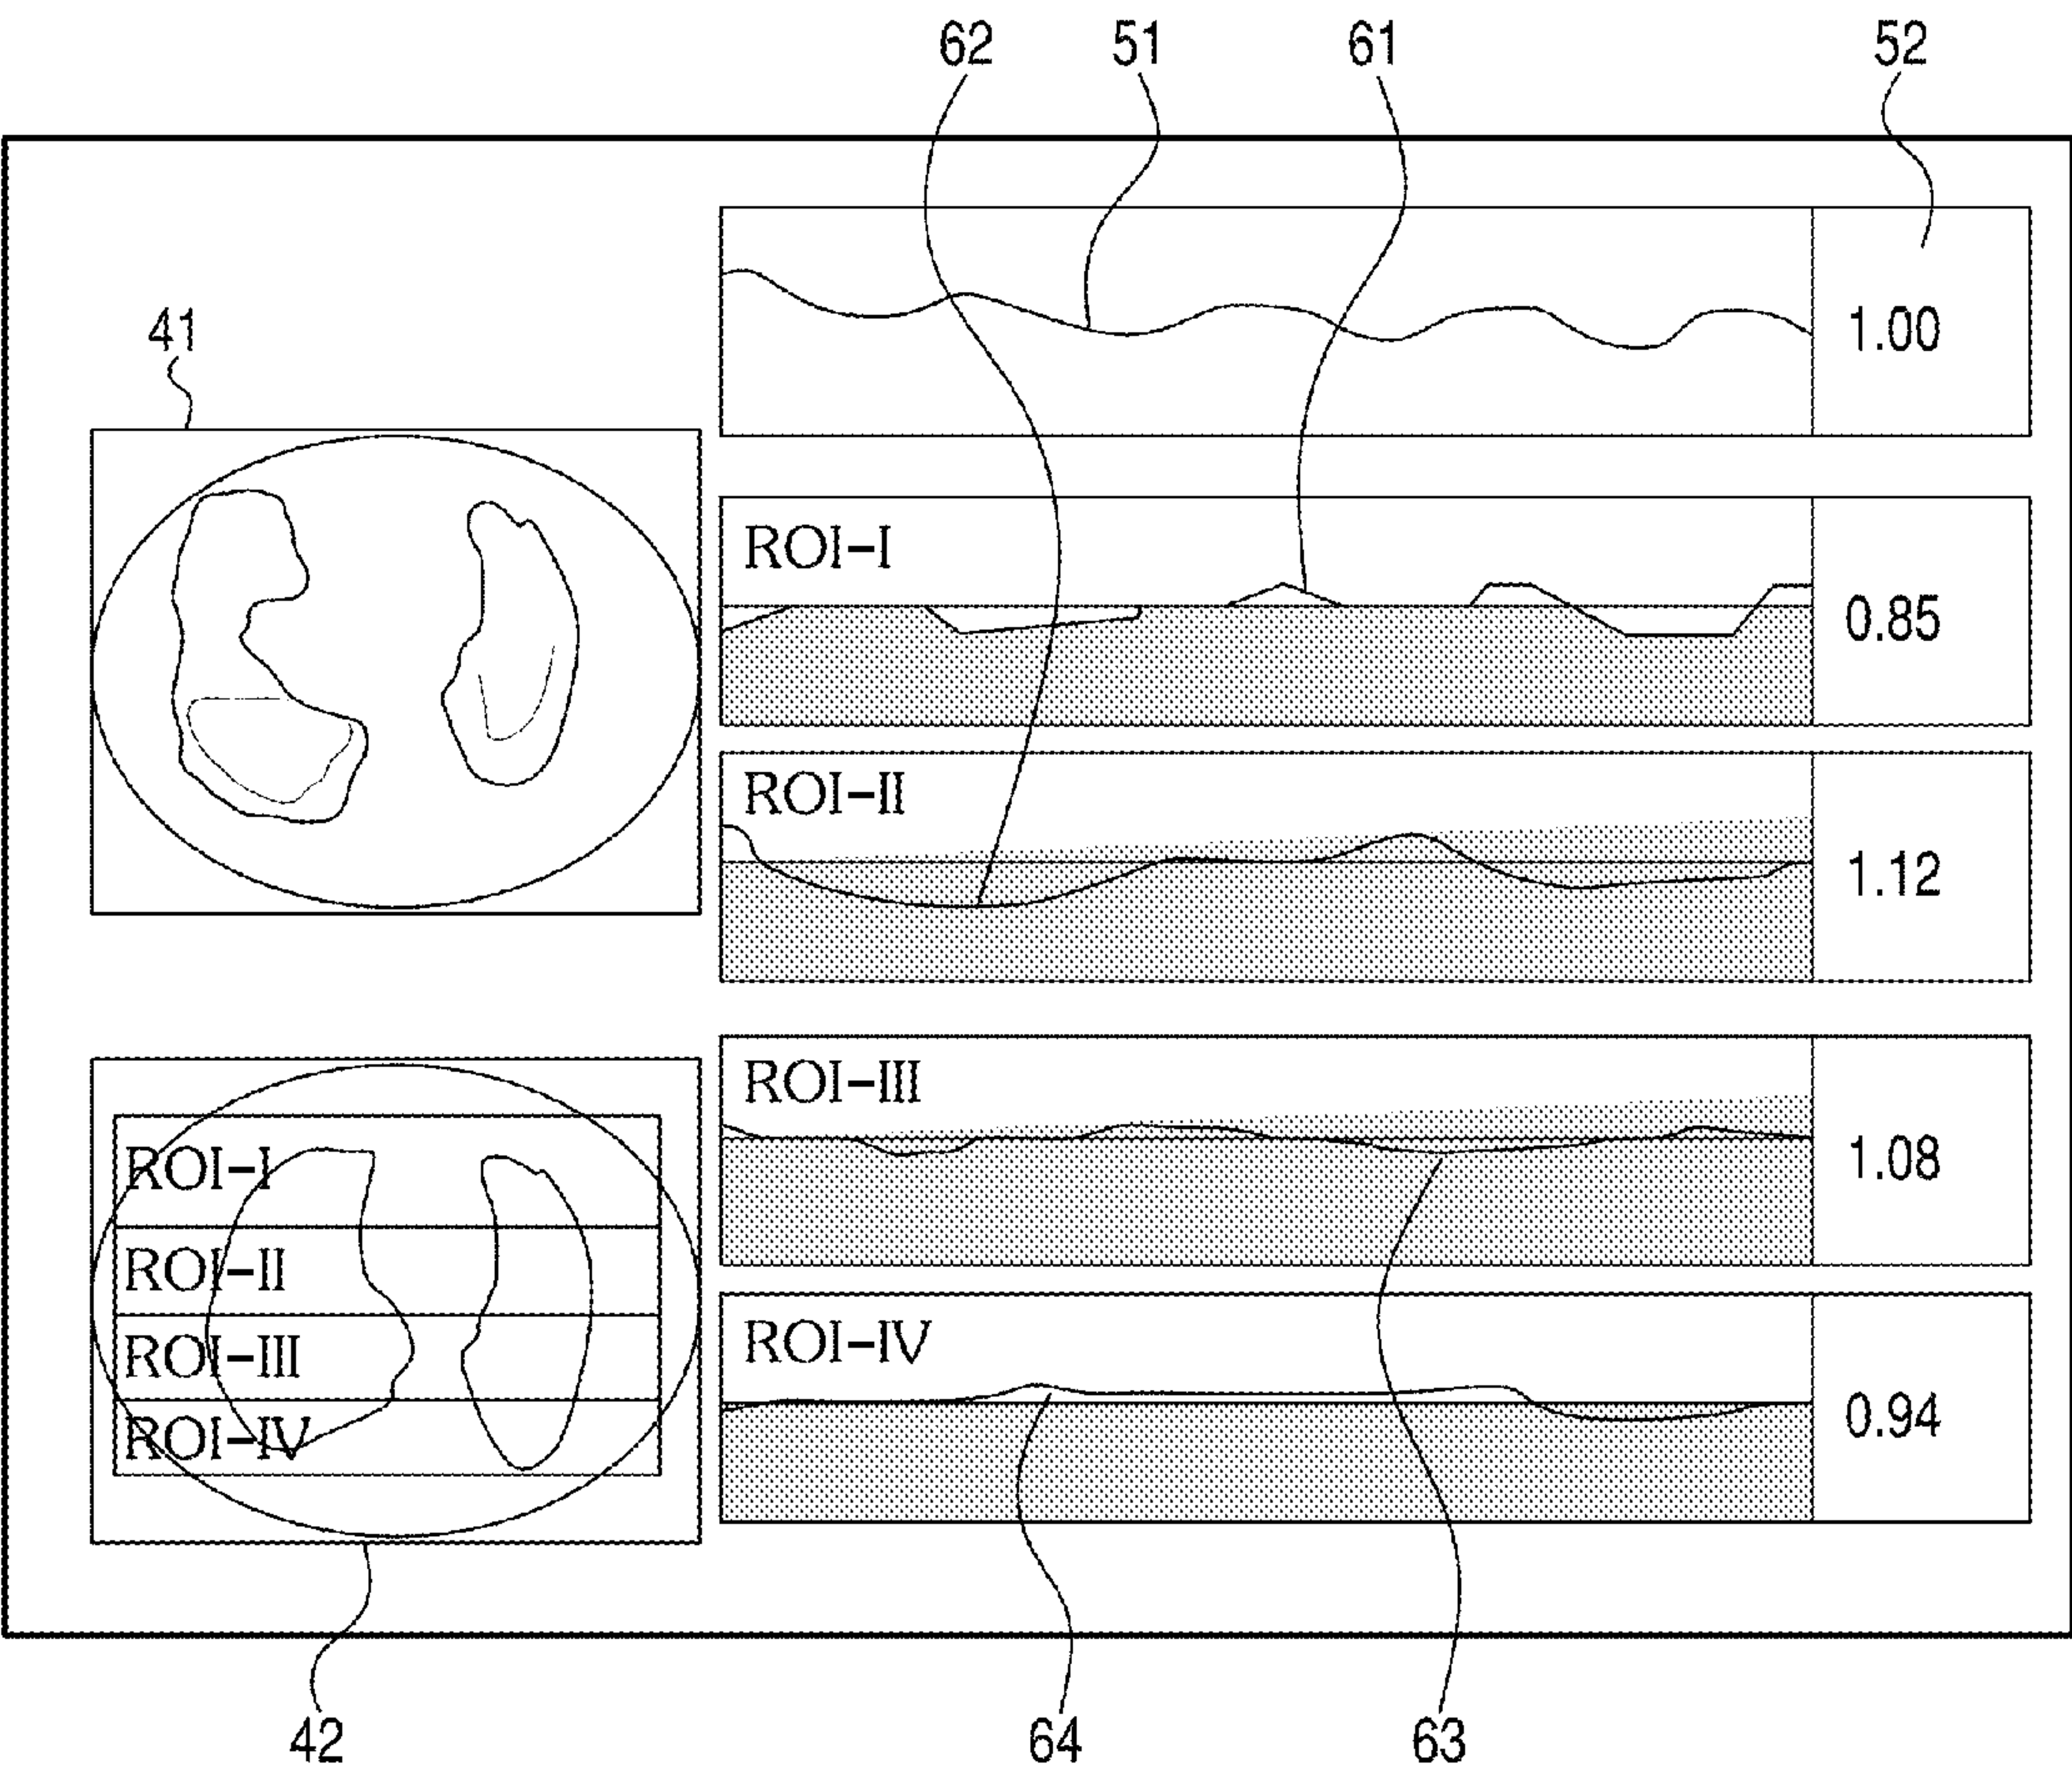 62 51 61 52
1.00
41
ROI-I
0.85
ROI-II
1.12
ROI-III
1.08
ROI-IV
0.94
ROI-I
ROI-II
ROI-III
ROI-IV
42 64 63